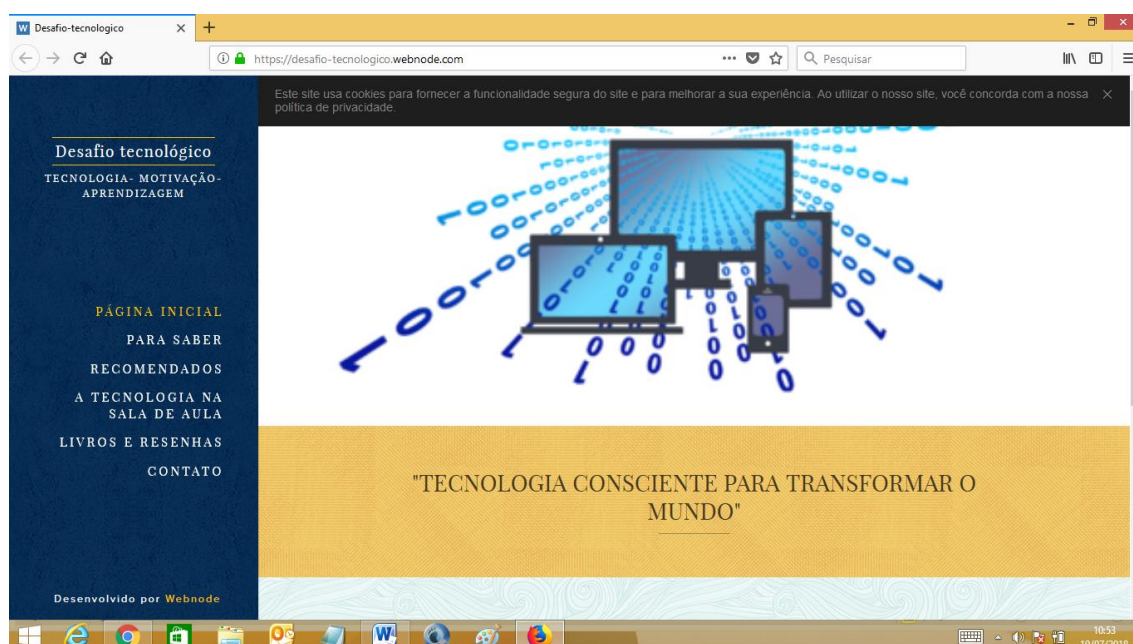 Desafio-tecnologico
https://desafio-tecnologico.webnode.com
Pesquisar
Este site usa cookies para fornecer a funcionalidade segura do site e para melhorar a sua experiência. Ao utilizar o nosso site, você concorda com a nossa
política de privacidade.
Desafio tecnológico
TECNOLOGIA- MOTIVAÇÃO-
APRENDIZAGEM
PÁGINA INICIAL
PARA SABER
RECOMENDADOS
A TECNOLOGIA NA
SALA DE AULA
LIVROS E RESENHAS
CONTATO
"TECNOLOGIA CONSCIENTE PARA TRANSFORMAR O
MUNDO"
Desenvolvido por Webnode
10:53
10/07/2018